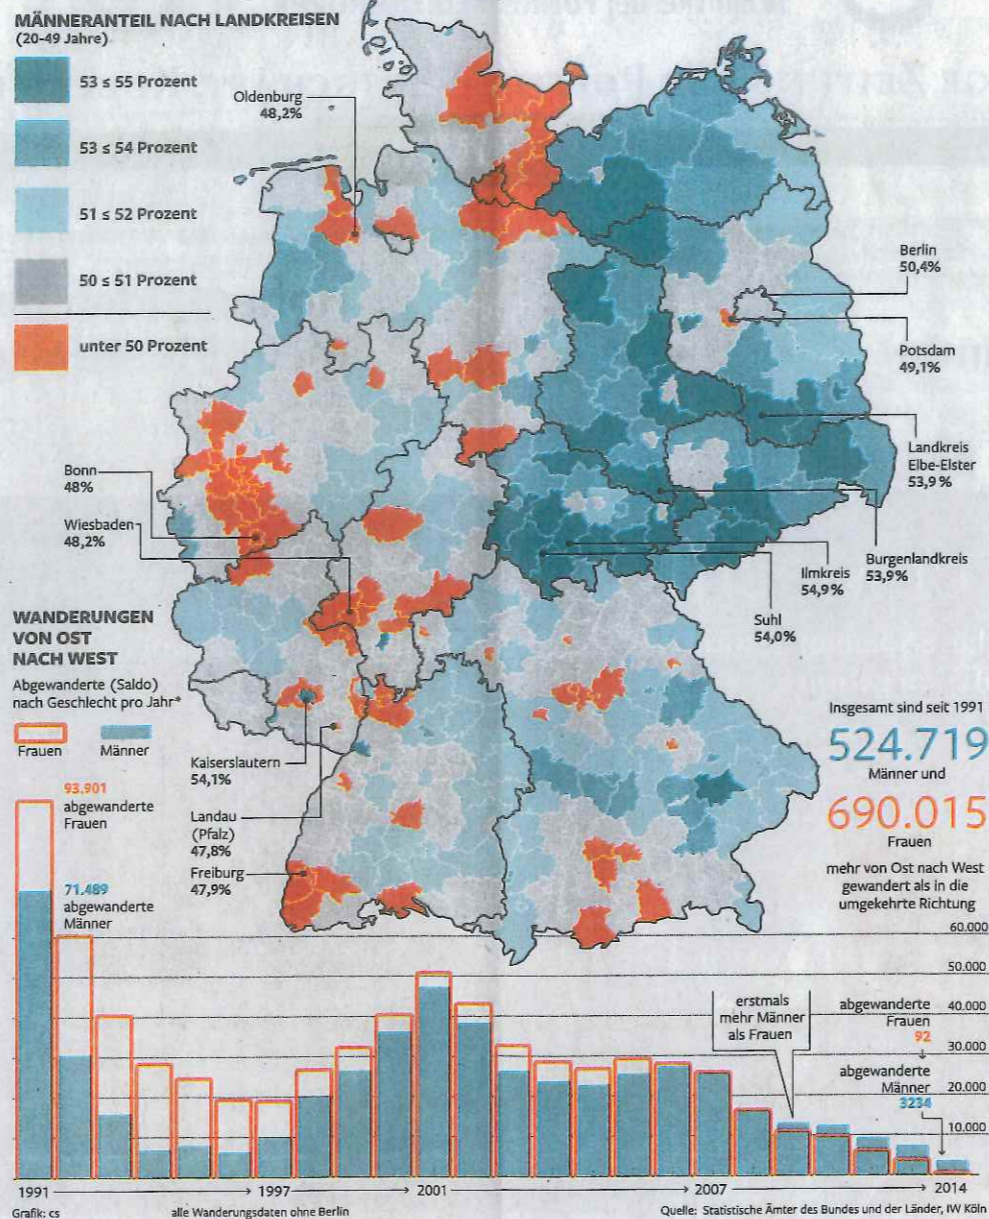 MÄNNERANTEIL NACH LANDKREISEN
(20-49 Jahre)
53 ≤ 55 Prozent
53 ≤ 54 Prozent
51 ≤ 52 Prozent
50 ≤ 51 Prozent
unter 50 Prozent
Oldenburg
48,2%
Berlin
50,4%
Potsdam
49,1%
Landkreis
Elbe-Elster
53,9%
Burgenlandkreis
53,9%
Ilmkreis
54,9%
Suhl
54,0%
Bonn
48%
Wiesbaden
48,2%
Kaiserslautern
54,1%
Landau
(Pfalz)
47,8%
Freiburg
47,9%
WANDERUNGEN
VON OST
NACH WEST
Abgewanderte (Saldo)
nach Geschlecht pro Jahr*
Frauen
Männer
93.901
abgewanderte
Frauen
71.489
abgewanderte
Männer
Insgesamt sind seit 1991
524.719
Männer und
690.015
Frauen
mehr von Ost nach West
gewandert als in die
umgekehrte Richtung
60.000
50.000
40.000
30.000
20.000
10.000
erstmals
mehr Männer
als Frauen
abgewanderte
Frauen
92
abgewanderte
Männer
3234
1991
1997
2001
2007
2014
Grafik: cs
alle Wanderungsdaten ohne Berlin
Quelle: Statistische Ämter des Bundes und der Länder, IW Köln